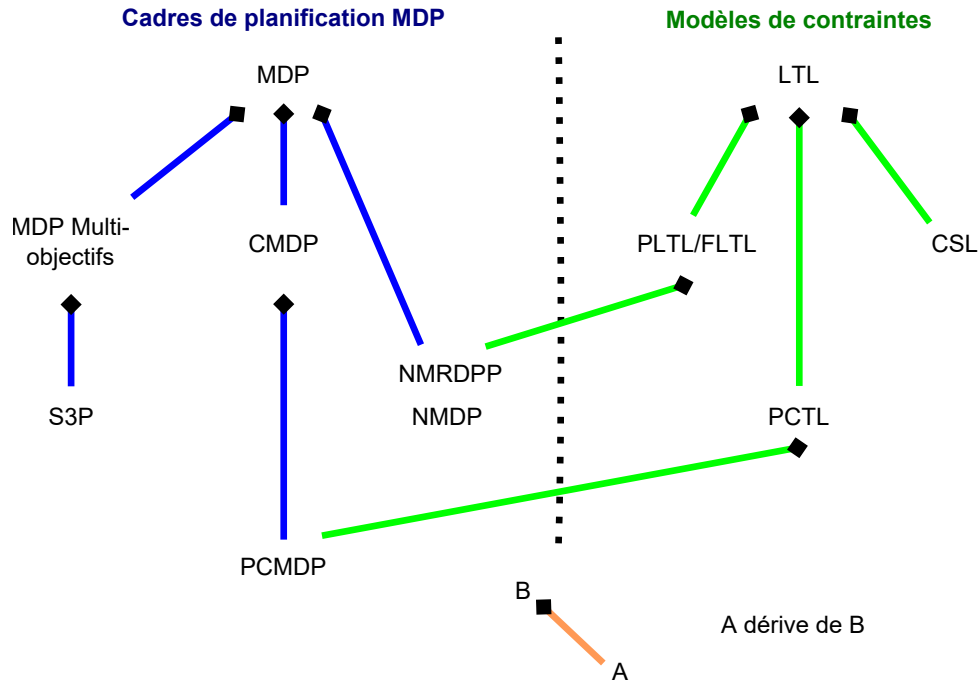 Cadres de planification MDP
Modèles de contraintes
MDP
LTL
MDP Multi-
objectifs
CMDP
PLTL/FLTL
CSL
NMRDPP
NMDP
S3P
PCTL
PCMDP
B
A dérive de B
A